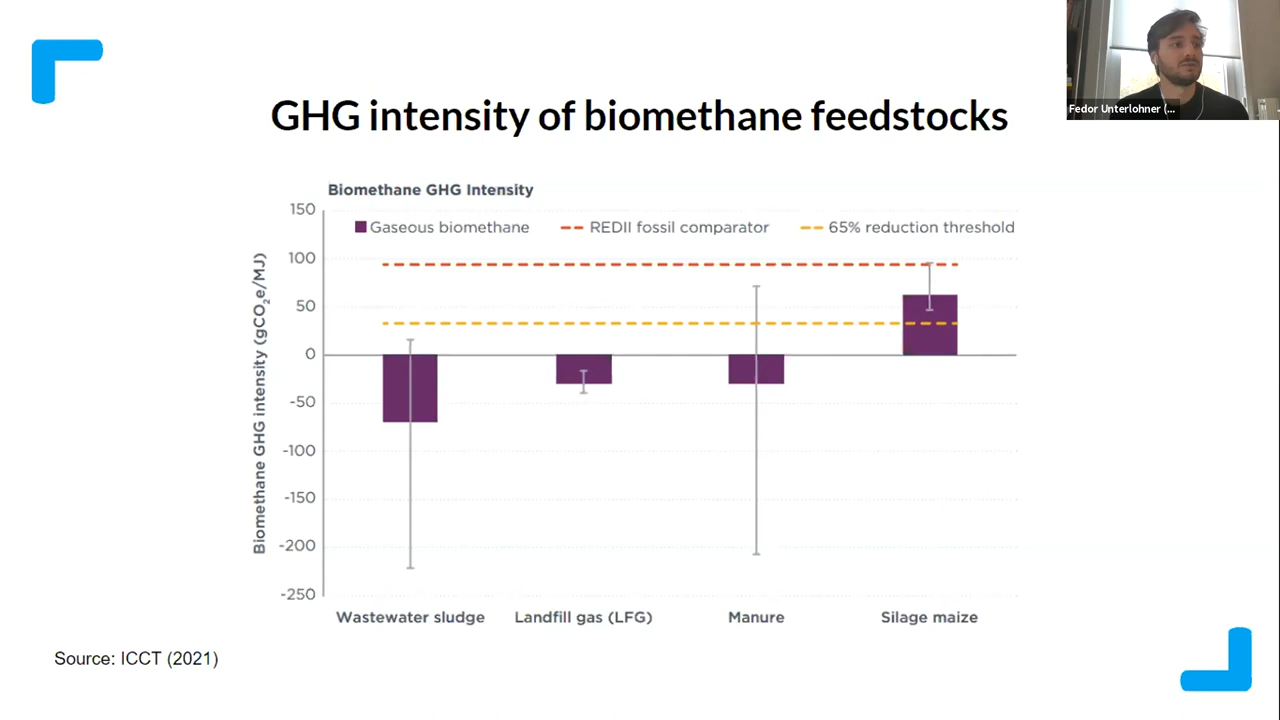 Fedor Unterlohner (...
GHG intensity of biomethane feedstocks
Biomethane GHG Intensity
Gaseous biomethane
REDII fossil comparator
65% reduction threshold
Biomethane GHG intensity (gCO₂e/MJ)
150
100
50
0
-50
-100
-150
-200
-250
Wastewater sludge
Landfill gas (LFG)
Manure
Silage maize
Source: ICCT (2021)